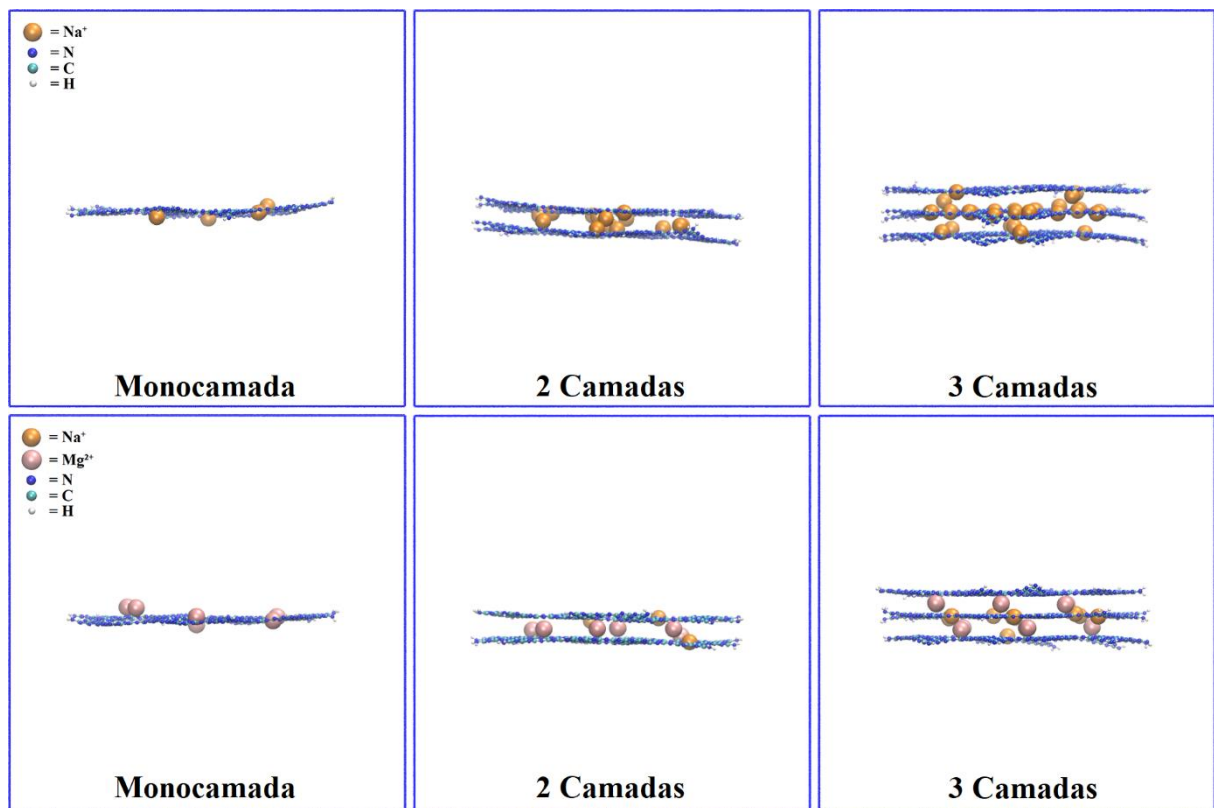 = Na⁺
= N
= C
= H
Monocamada
2 Camadas
3 Camadas
= Na⁺
= Mg²⁺
= N
= C
= H
Monocamada
2 Camadas
3 Camadas